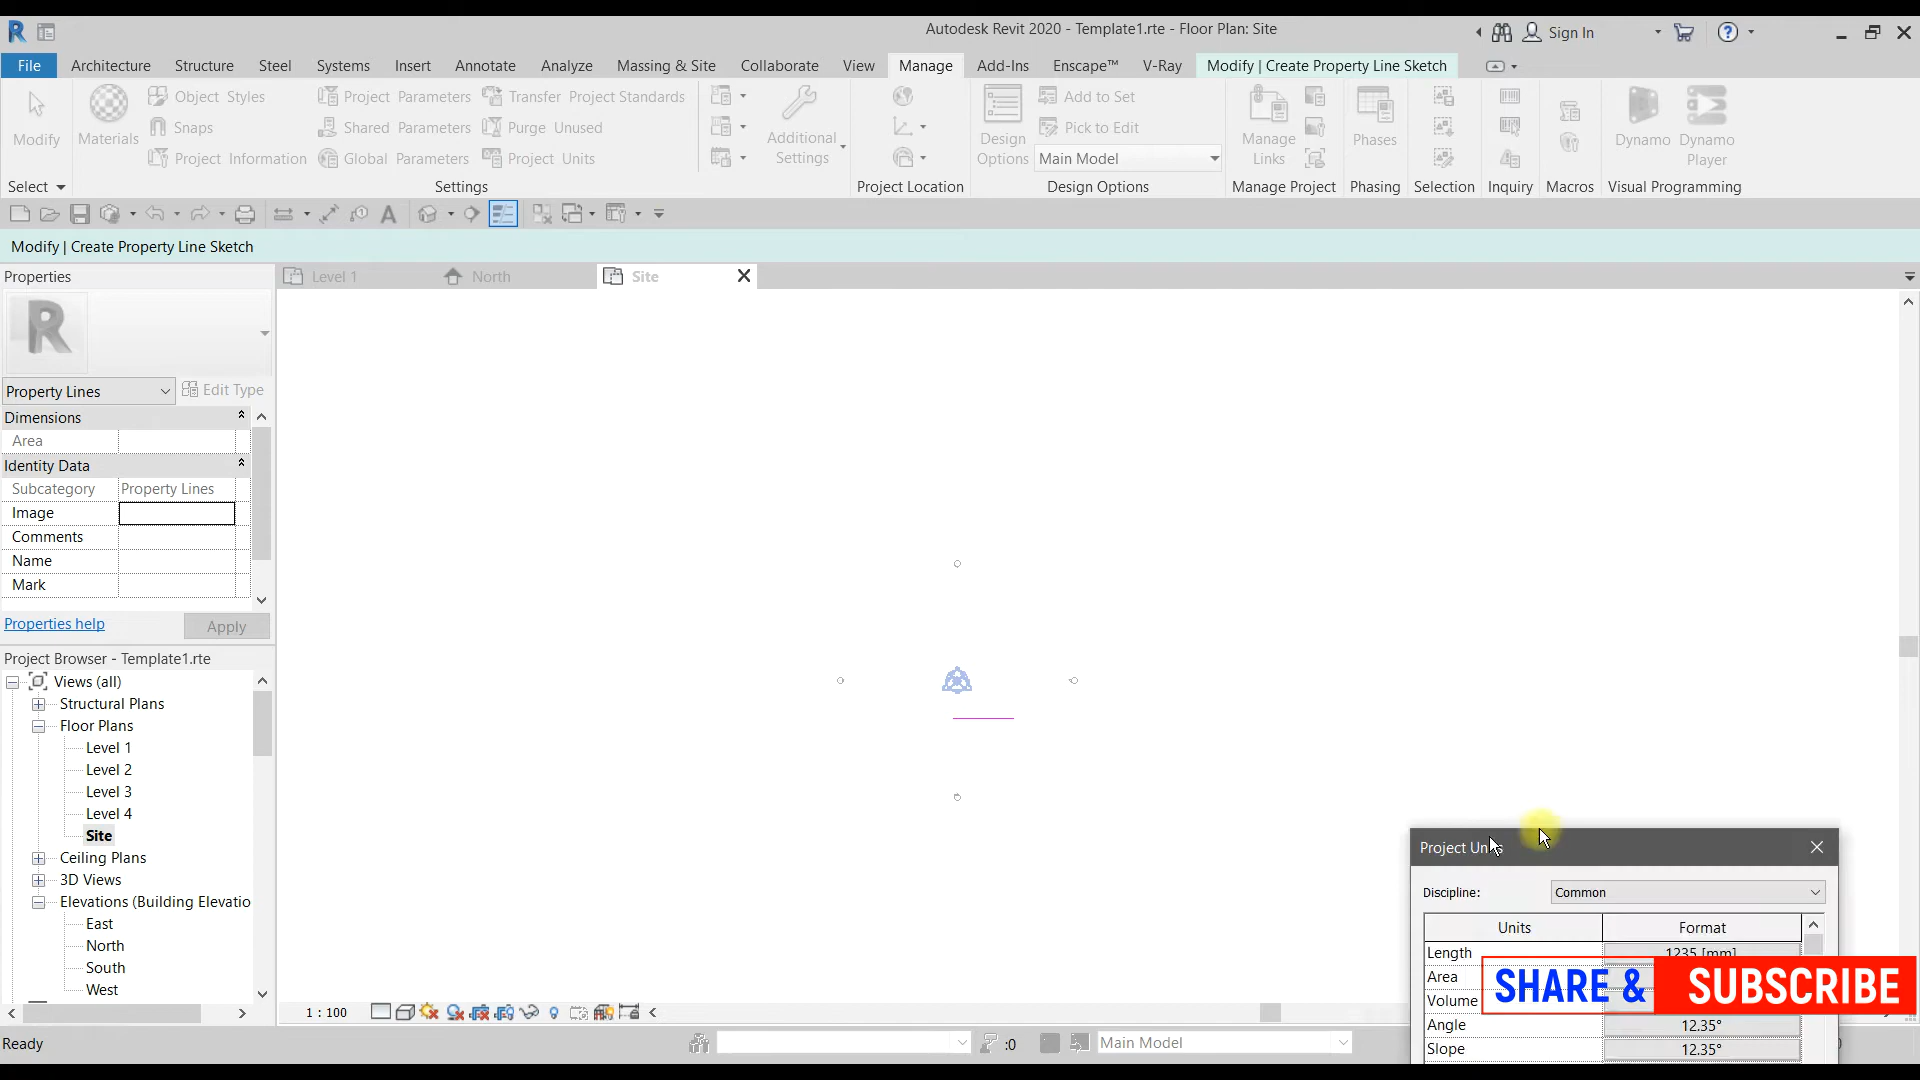 Autodesk Revit 2020 - Template1.rte - Floor Plan: Site
Sign In
File Architecture Structure Steel Systems Insert Annotate Analyze Massing & Site Collaborate View Manage Add-Ins Enscape™ V-Ray Modify | Create Property Line Sketch
Object Styles Project Parameters Transfer Project Standards Add to Set
Snaps Shared Parameters Purge Unused Pick to Edit
Modify Materials Additional Settings Design Options Manage Links Phases Dynamo Dynamo Player
Project Information Global Parameters Project Units Main Model
Select Settings Project Location Design Options Manage Project Phasing Selection Inquiry Macros Visual Programming
Modify | Create Property Line Sketch
Properties
Level 1 North Site
R
Property Lines Edit Type
Dimensions
Area
Identity Data
Subcategory Property Lines
Image
Comments
Name
Mark
Properties help Apply
Project Browser - Template1.rte
Views (all)
Structural Plans
Floor Plans
Level 1
Level 2
Level 3
Level 4
Site
Ceiling Plans
3D Views
Elevations (Building Elevatio
East
North
South
West
Project Un
Discipline: Common
Units Format
Length 1235 [mm]
Area
Volume
Angle 12.35°
Slope 12.35°
SHARE & SUBSCRIBE
1 : 100
Ready :0 Main Model